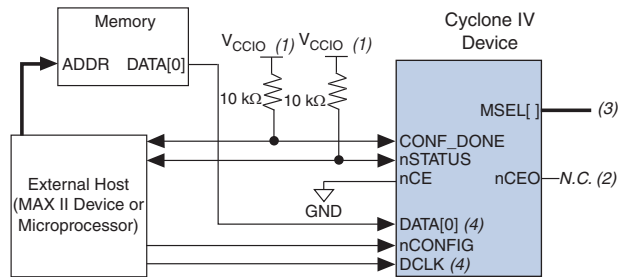 Memory
ADDR DATA[0]
VCCIO (1) VCCIO (1)
10 kΩ 10 kΩ
Cyclone IV
Device
MSEL[ ] (3)
CONF_DONE
nSTATUS
nCE nCEO N.C. (2)
GND
External Host
(MAX II Device or
Microprocessor)
DATA[0] (4)
nCONFIG
DCLK (4)